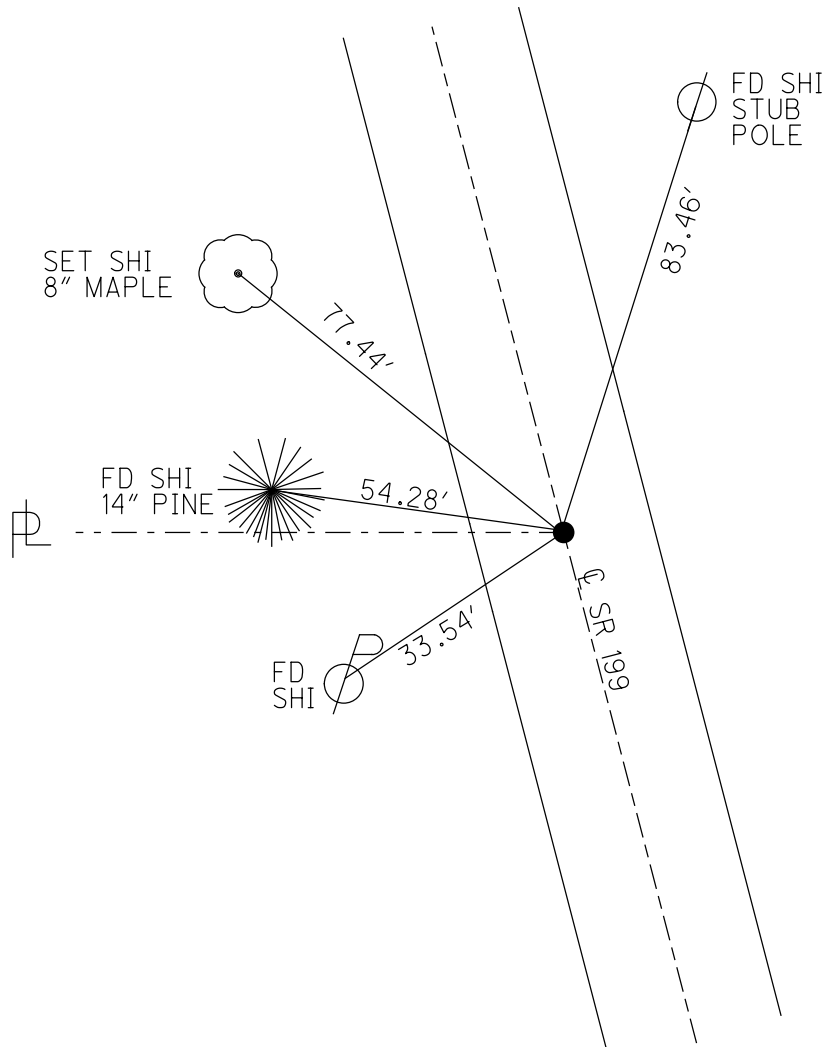 FD SHI
STUB
POLE
83.46′
SET SHI
8″ MAPLE
77.44′
FD SHI
14″ PINE
54.28′
℄ SR 199
PL
33.54′
FD
SHI
P